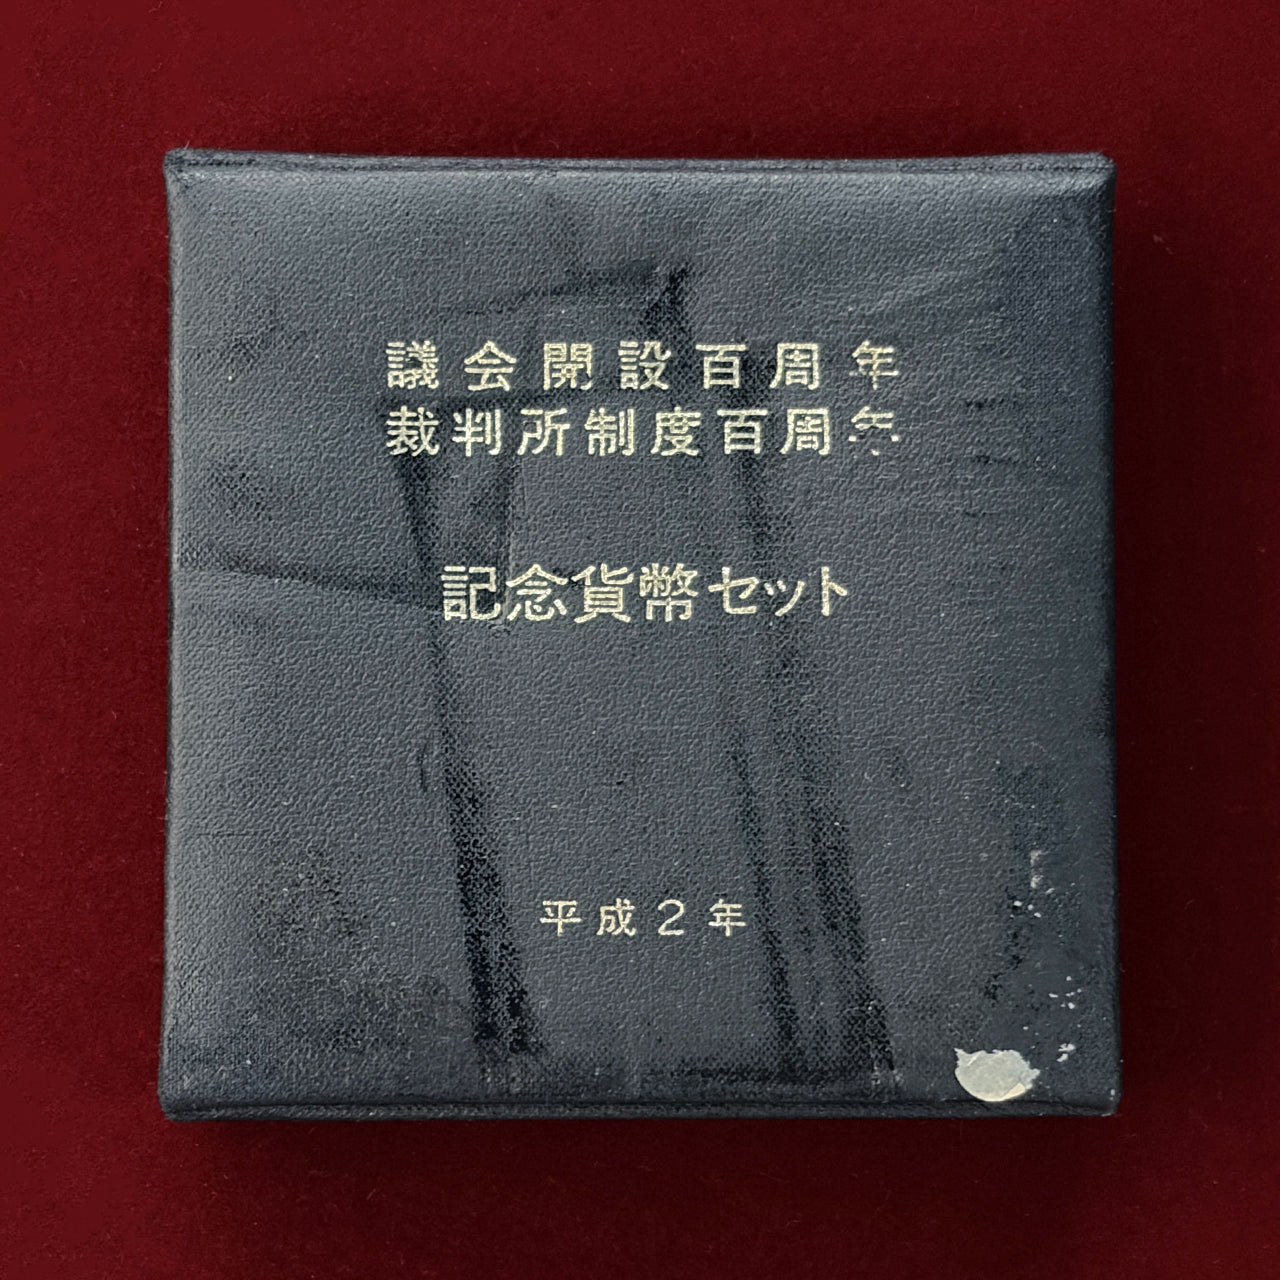 議会開設百周年
裁判所制度百周年
記念貨幣セット
平成2年